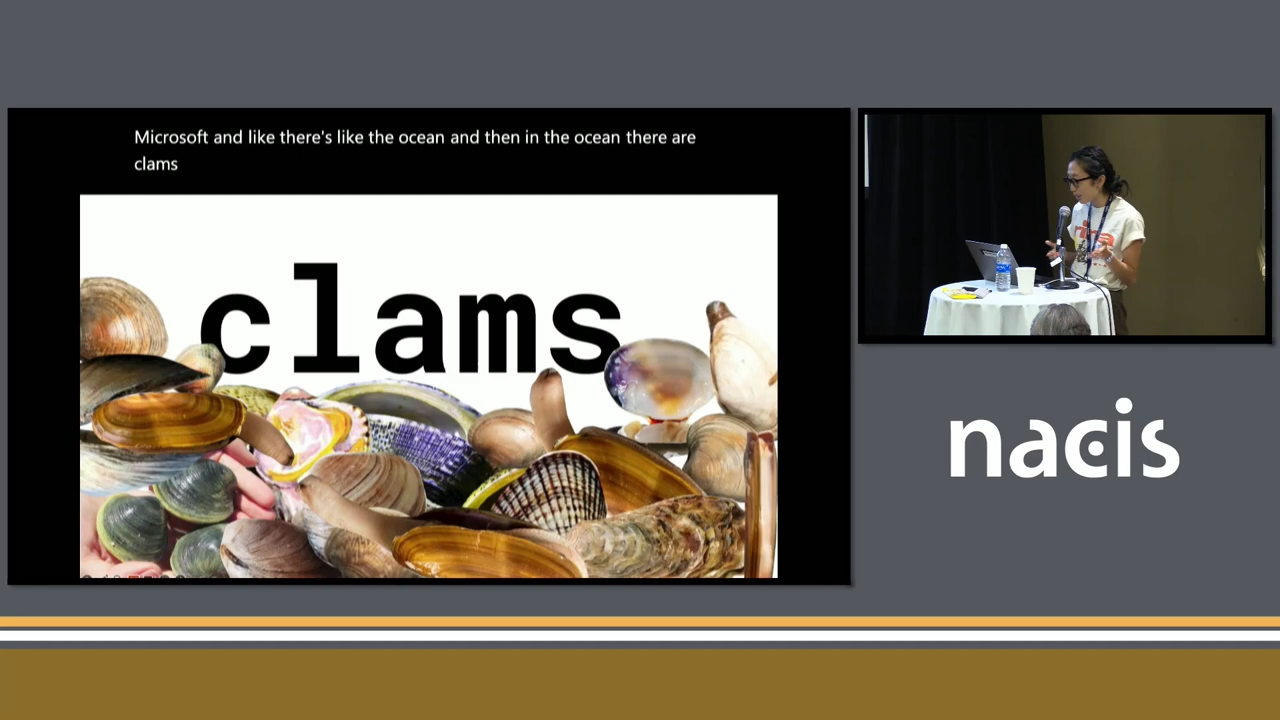 Microsoft and like there's like the ocean and then in the ocean there are
clams
clams
nacis